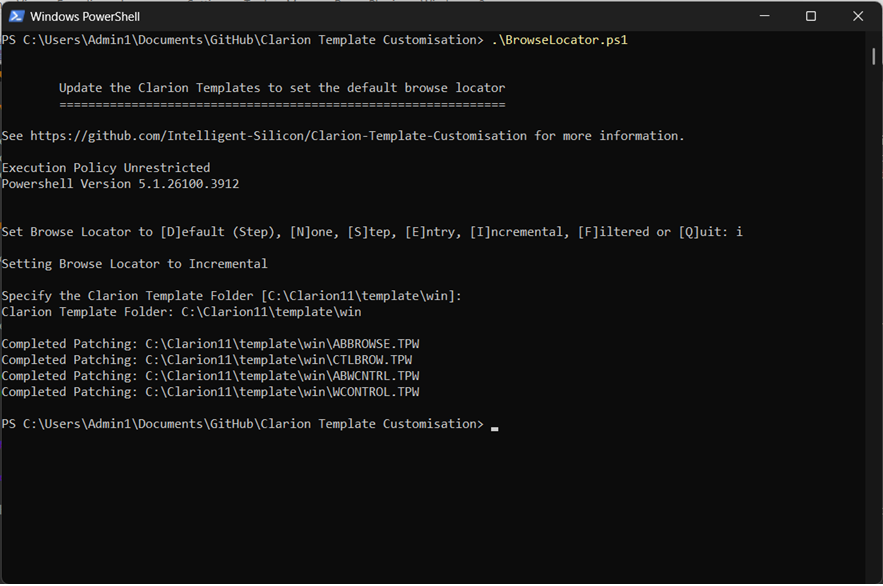 Windows PowerShell
PS C:\Users\Admin1\Documents\GitHub\Clarion Template Customisation> .\BrowseLocator.ps1
Update the Clarion Templates to set the default browse locator
==============================================================
See https://github.com/Intelligent-Silicon/Clarion-Template-Customisation for more information.
Execution Policy Unrestricted
Powershell Version 5.1.26100.3912
Set Browse Locator to [D]efault (Step), [N]one, [S]tep, [E]ntry, [I]ncremental, [F]iltered or [Q]uit: i
Setting Browse Locator to Incremental
Specify the Clarion Template Folder [C:\Clarion11\template\win]:
Clarion Template Folder: C:\Clarion11\template\win
Completed Patching: C:\Clarion11\template\win\ABBROWSE.TPW
Completed Patching: C:\Clarion11\template\win\CTLBROW.TPW
Completed Patching: C:\Clarion11\template\win\ABWCNTRL.TPW
Completed Patching: C:\Clarion11\template\win\WCONTROL.TPW
PS C:\Users\Admin1\Documents\GitHub\Clarion Template Customisation>